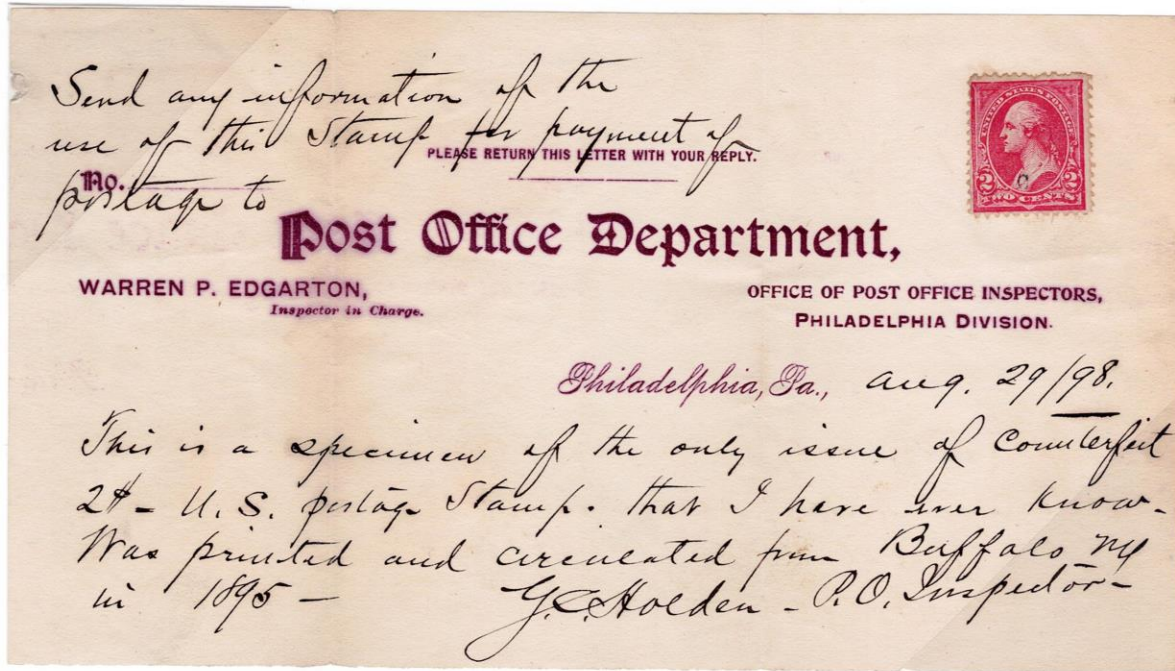 Send any information of the
use of this Stamp for payment of
PLEASE RETURN THIS LETTER WITH YOUR REPLY.
No.
postage to
UNITED STATES POSTAGE
2 2
TWO CENTS
Post Office Department,
WARREN P. EDGARTON,
Inspector in Charge.
OFFICE OF POST OFFICE INSPECTORS,
PHILADELPHIA DIVISION.
Philadelphia, Pa., Aug. 29/98.
This is a specimen of the only issue of Counterfeit
2¢ - U.S. postage Stamp. that I have ever know-
Was printed and circulated from Buffalo NY
in 1895 - G.C. Holden - P.O. Inspector-